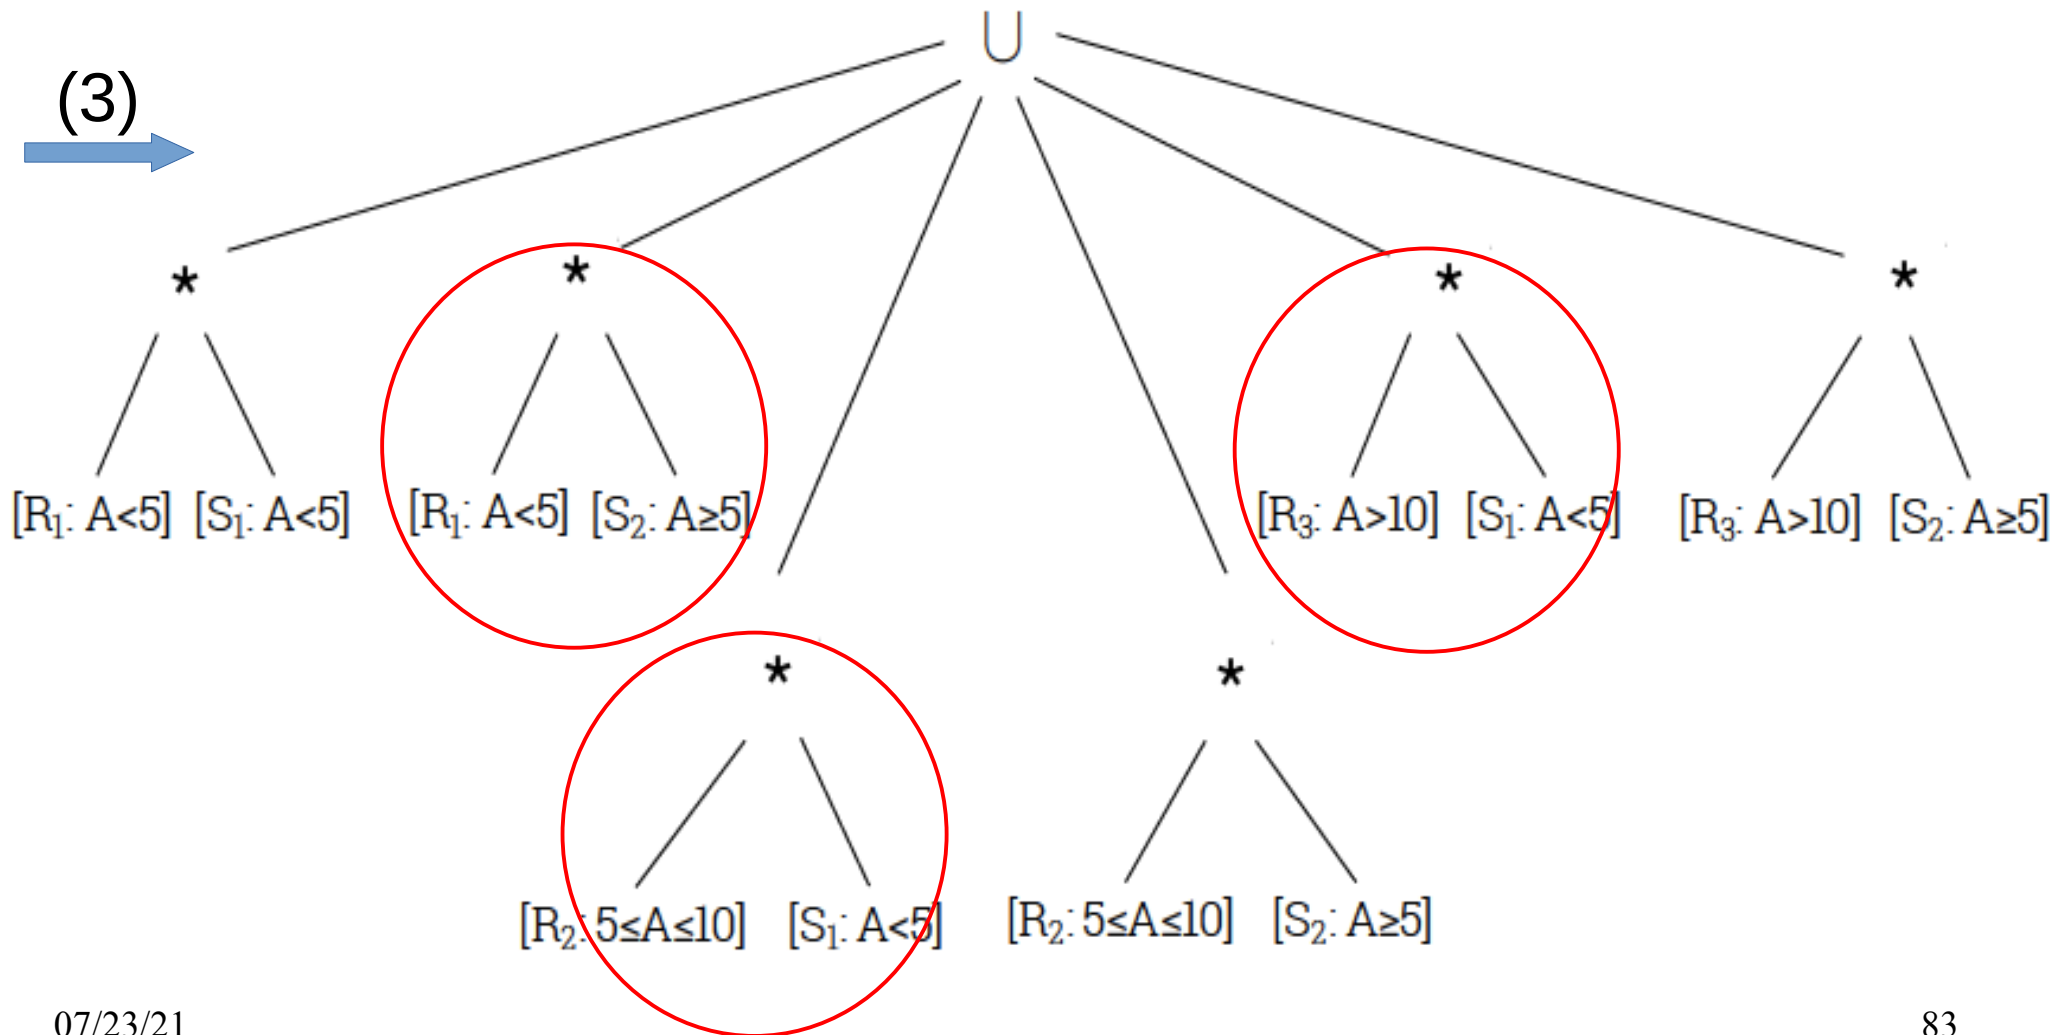 ∪
(3)
* * * *
[R₁: A<5] [S₁: A<5] [R₁: A<5] [S₂: A≥5] [R₃: A>10] [S₁: A<5] [R₃: A>10] [S₂: A≥5]
* *
[R₂: 5≤A≤10] [S₁: A<5] [R₂: 5≤A≤10] [S₂: A≥5]
07/23/21 83